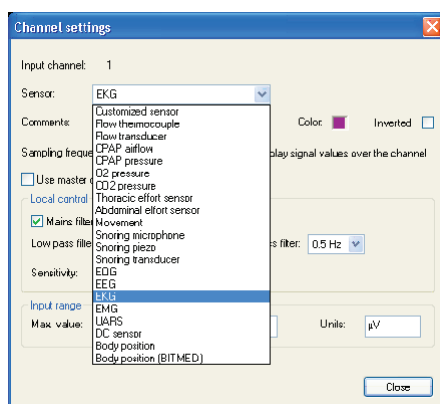 Channel settings
Input channel: 1
Sensor: EKG
Customized sensor
Flow thermocouple
Flow transducer
CPAP airflow
CPAP pressure
O2 pressure
CO2 pressure
Thoracic effort sensor
Abdominal effort sensor
Movement
Snoring microphone
Snoring piezo
Snoring transducer
EOG
EEG
EKG
EMG
UARS
DC sensor
Body position
Body position (BITMED)
Comments: Color: Inverted
Sampling freque play signal values over the channel
Use master
Local control
Mains filte
Low pass filte s filter: 0.5 Hz
Sensitivity:
Input range
Max. value: Units: µV
Close